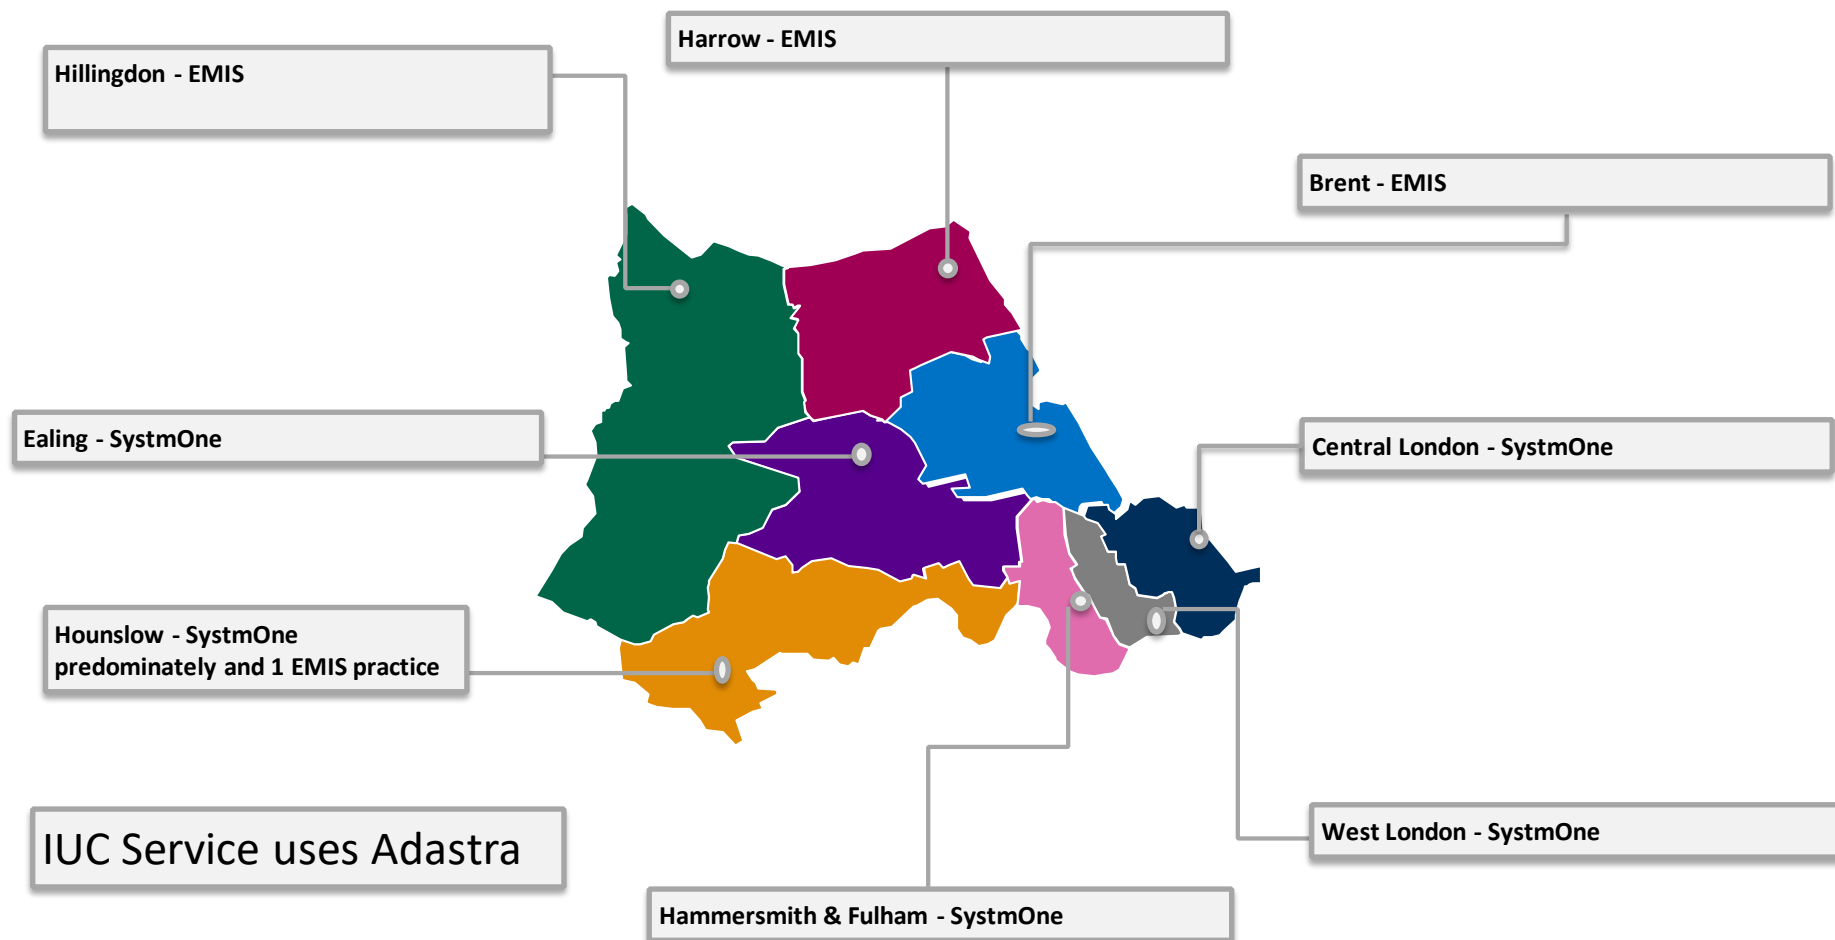 Harrow - EMIS
Hillingdon - EMIS
Brent - EMIS
Ealing - SystmOne
Central London - SystmOne
Hounslow - SystmOne
predominately and 1 EMIS practice
West London - SystmOne
IUC Service uses Adastra
Hammersmith & Fulham - SystmOne